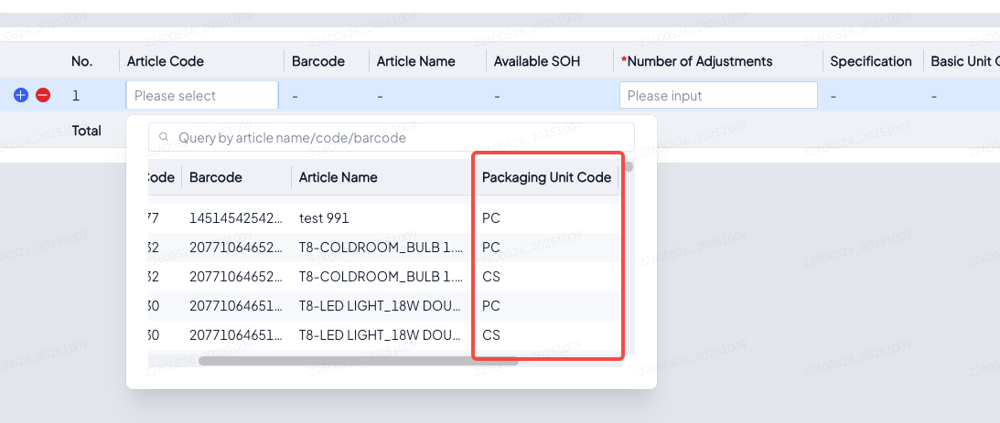 No. Article Code Barcode Article Name Available SOH *Number of Adjustments Specification Basic Unit
1 Please select - - - Please input - -
Total
Query by article name/code/barcode
Code Barcode Article Name Packaging Unit Code
77 14514542542... test 991 PC
32 20771064652... T8-COLDROOM_BULB 1.... PC
32 20771064652... T8-COLDROOM_BULB 1.... CS
30 20771064651... T8-LED LIGHT_18W DOU... PC
30 20771064651... T8-LED LIGHT_18W DOU... CS
22600526_20251009